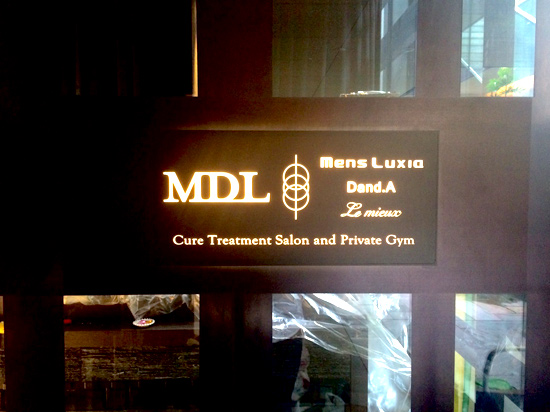 MDL
Mens Luxia
Dand.A
Le mieux
Cure Treatment Salon and Private Gym